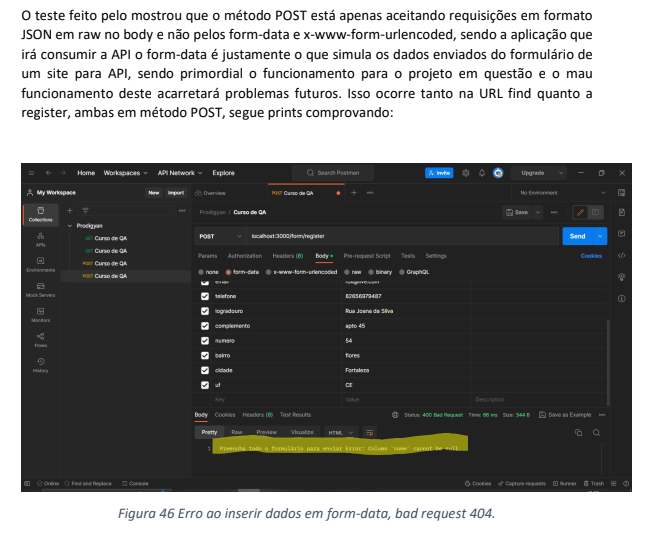 O teste feito pelo mostrou que o método POST está apenas aceitando requisições em formato
JSON em raw no body e não pelos form-data e x-www-form-urlencoded, sendo a aplicação que
irá consumir a API o form-data é justamente o que simula os dados enviados do formulário de
um site para API, sendo primordial o funcionamento para o projeto em questão e o mau
funcionamento deste acarretará problemas futuros. Isso ocorre tanto na URL find quanto a
register, ambas em método POST, segue prints comprovando:
Home Workspaces API Network Explore Search Postman Invite Upgrade
My Workspace New Import Overview POST Curso de QA No Environment
Collections
APIs
Environments
Mock Servers
Monitors
Flows
History
Prodigyan
GET Curso de QA
GET Curso de QA
POST Curso de QA
POST Curso de QA
Prodigyan / Curso de QA Save
POST localhost:3000/form/register Send
Params Authorization Headers (8) Body Pre-request Script Tests Settings Cookies
none form-data x-www-form-urlencoded raw binary GraphQL
email
telefone 82656979487
logradouro Rua Joana da Silva
complemento apto 45
numero 54
bairro flores
cidade Fortaleza
uf CE
Key Value Description
Body Cookies Headers (8) Test Results Status: 400 Bad Request Time: 66 ms Size: 344 B Save as Example
Pretty Raw Preview Visualize HTML
1 Preencha todo o formulário para enviar Error: Column 'nome' cannot be null
Online Find and Replace Console Cookies Capture requests Runner Trash
Figura 46 Erro ao inserir dados em form-data, bad request 404.